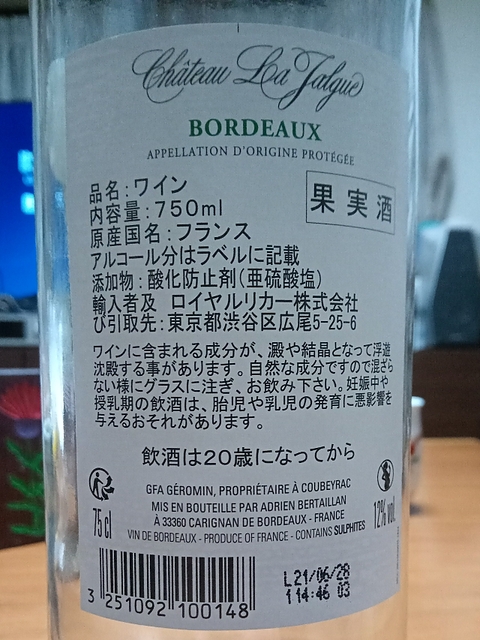 Château La Jalgue
BORDEAUX
APPELLATION D'ORIGINE PROTÉGÉE
品名:ワイン
果実酒
内容量:750ml
原産国名:フランス
アルコール分はラベルに記載
添加物:酸化防止剤(亜硫酸塩)
輸入者及 ロイヤルリカー株式会社
び引取先:東京都渋谷区広尾5-25-6
ワインに含まれる成分が、澱や結晶となって浮遊
沈殿する事があります。自然な成分ですので混ざら
ない様にグラスに注ぎ、お飲み下さい。妊娠中や
授乳期の飲酒は、胎児や乳児の発育に悪影響を
与えるおそれがあります。
飲酒は20歳になってから
GFA GÉROMIN, PROPRIÉTAIRE À COUBEYRAC
MIS EN BOUTEILLE PAR ADRIEN BERTAILLAN
À 33360 CARIGNAN DE BORDEAUX - FRANCE
VIN DE BORDEAUX - PRODUCE OF FRANCE - CONTAINS SULPHITES
75 cl
12% vol.
3 251092 100148
L21/06/28
114:46 03